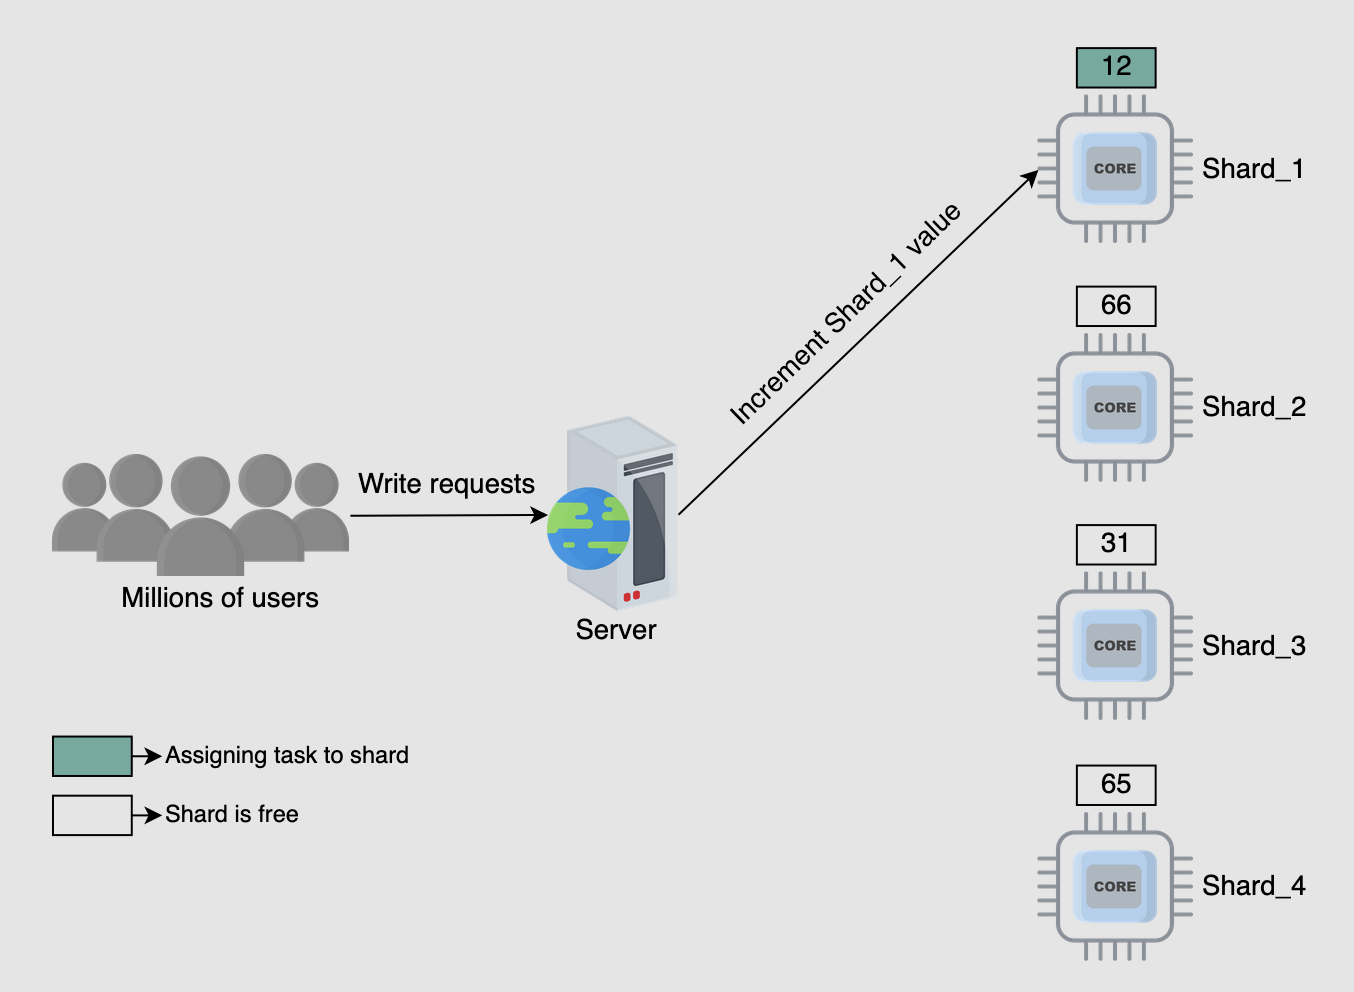 12
CORE
Shard_1
Increment Shard_1 value
66
CORE
Shard_2
Write requests
Millions of users
Server
31
CORE
Shard_3
Assigning task to shard
Shard is free
65
CORE
Shard_4